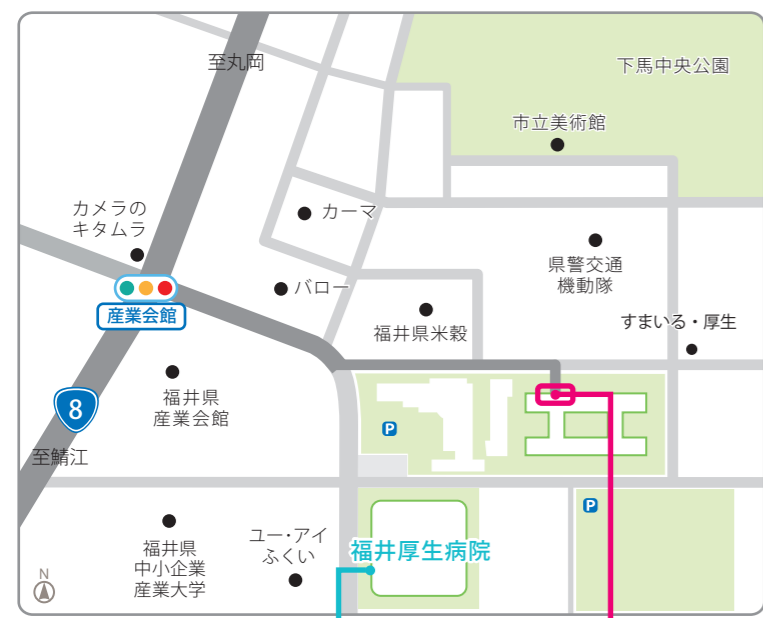 至丸岡
下馬中央公園
市立美術館
カメラの
キタムラ
カーマ
県警交通
機動隊
バロー
産業会館
福井県米穀
すまいる・厚生
福井県
産業会館
8
P
至鯖江
P
福井県
中小企業
産業大学
ユー・アイ
ふくい
福井厚生病院
N